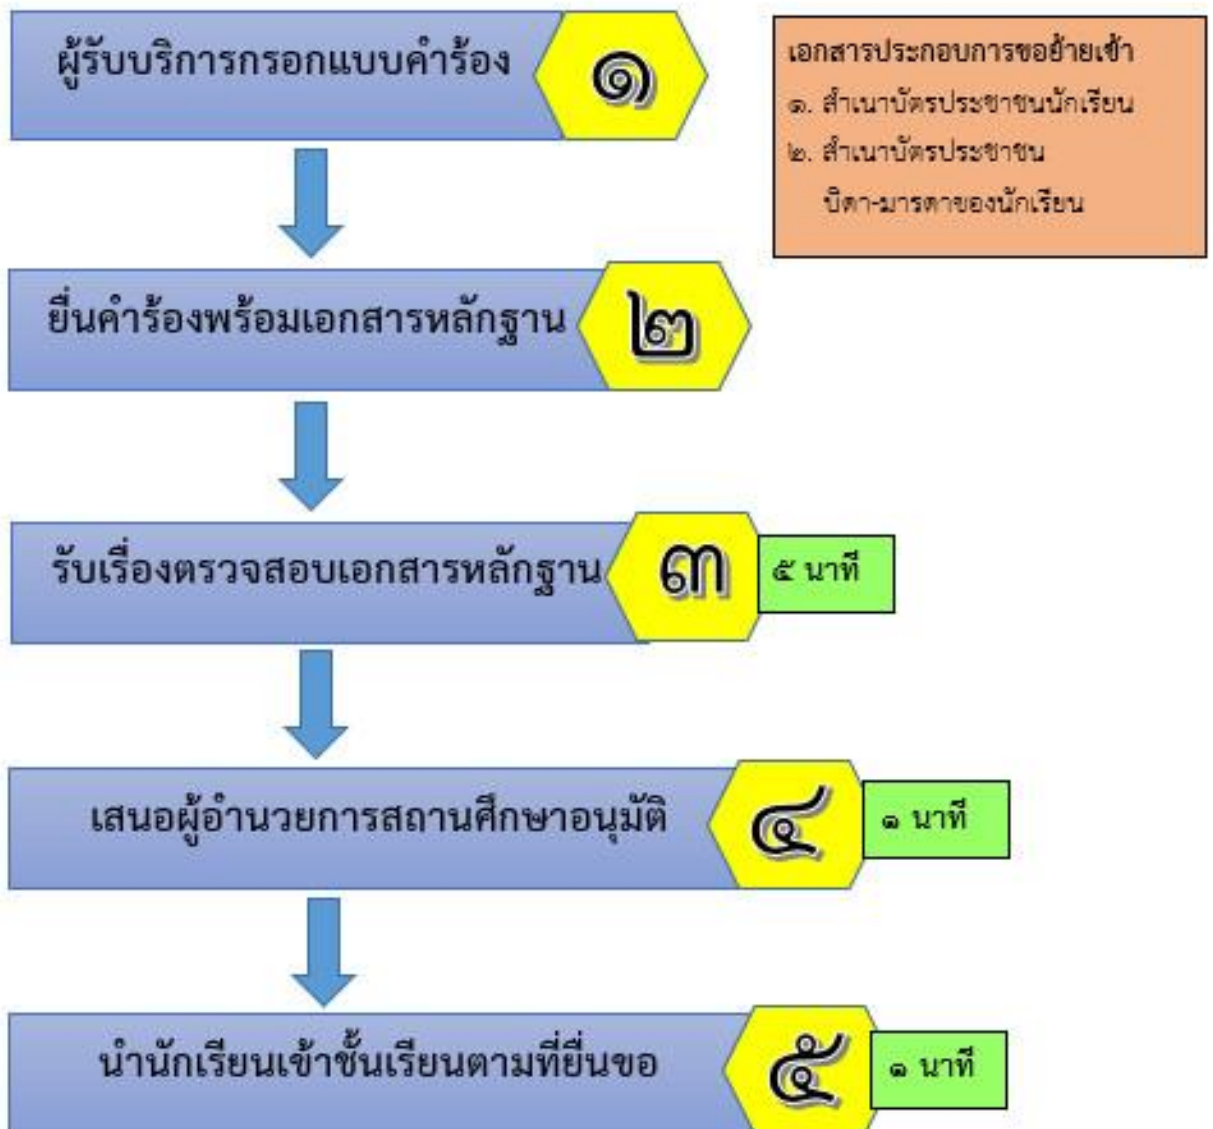 ผู้รับบริการกรอกแบบคำร้อง
๑
เอกสารประกอบการขอย้ายเข้า
๑. สำเนาบัตรประชาชนนักเรียน
๒. สำเนาบัตรประชาชน
บิดา-มารดาของนักเรียน
ยื่นคำร้องพร้อมเอกสารหลักฐาน
๒
รับเรื่องตรวจสอบเอกสารหลักฐาน
๓
๕ นาที
เสนอผู้อำนวยการสถานศึกษาอนุมัติ
๔
๑ นาที
นำนักเรียนเข้าชั้นเรียนตามที่ยื่นขอ
๕
๑ นาที